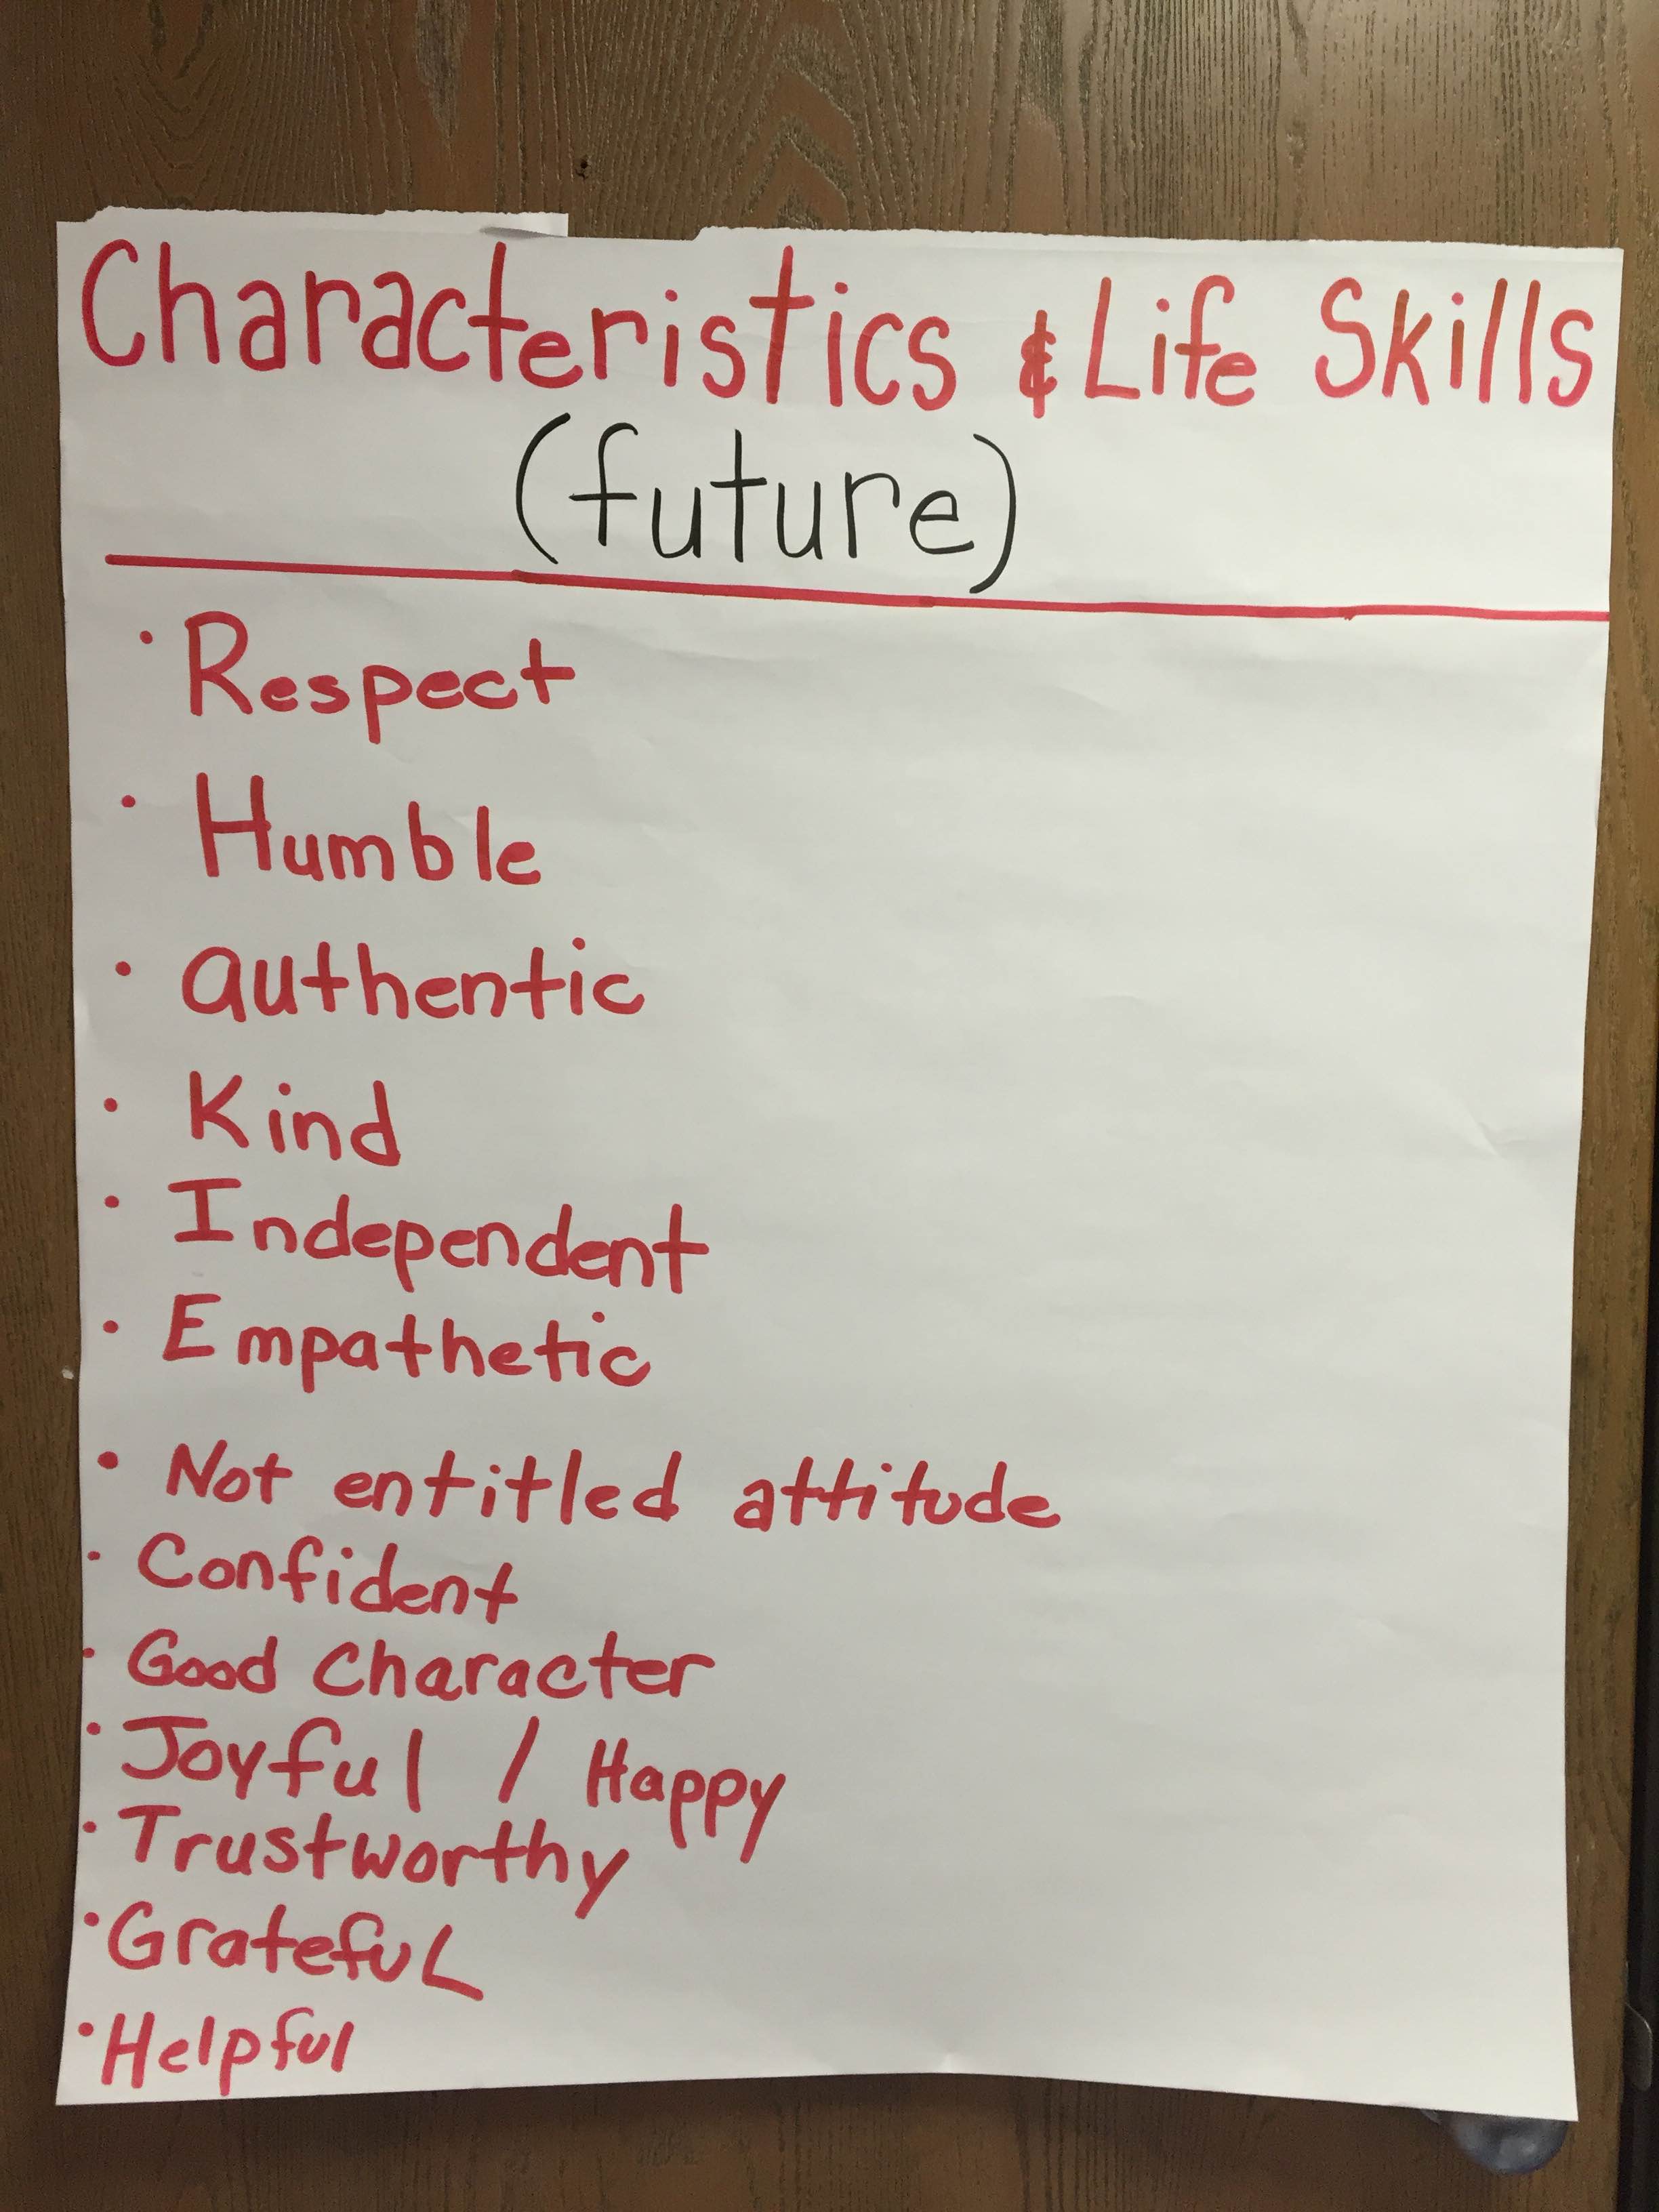 Characteristics & Life Skills
(future)
· Respect
· Humble
· authentic
· Kind
· Independent
· Empathetic
· Not entitled attitude
· Confident
· Good Character
· Joyful / Happy
· Trustworthy
· GratefuL
· Helpful